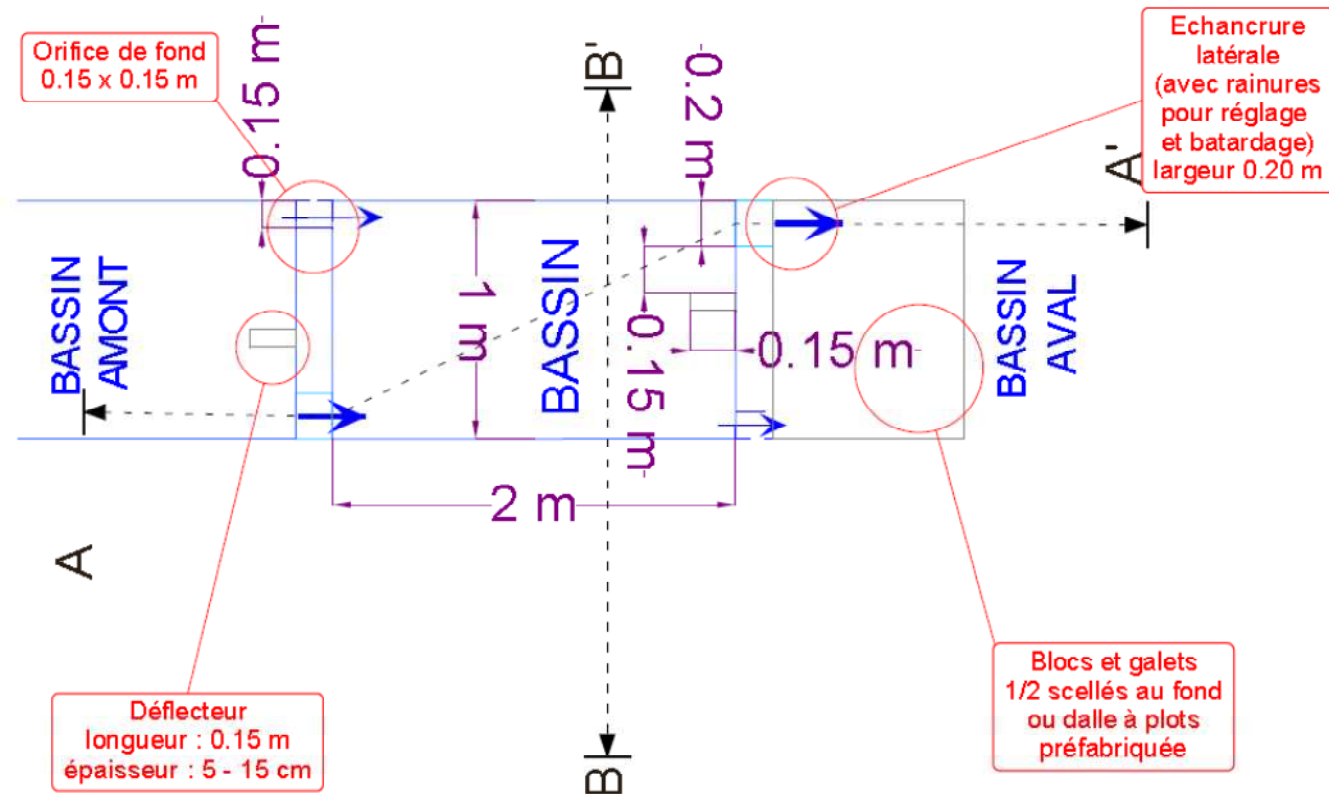 Orifice de fond
0.15 x 0.15 m
0.15 m
B'
0.2 m
Echancrure
latérale
(avec rainures
pour réglage
et batardage)
largeur 0.20 m
A'
BASSIN
AMONT
1 m
BASSIN
0.15 m
0.15 m
BASSIN
AVAL
2 m
A
B
Déflecteur
longueur : 0.15 m
épaisseur : 5 - 15 cm
Blocs et galets
1/2 scellés au fond
ou dalle à plots
préfabriquée